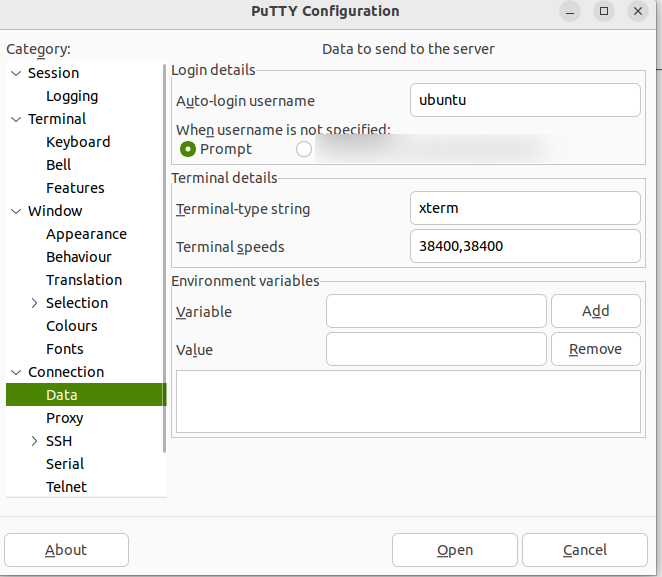 PuTTY Configuration
Category:
Session
Logging
Terminal
Keyboard
Bell
Features
Window
Appearance
Behaviour
Translation
Selection
Colours
Fonts
Connection
Data
Proxy
SSH
Serial
Telnet
Data to send to the server
Login details
Auto-login username ubuntu
When username is not specified:
Prompt
Terminal details
Terminal-type string xterm
Terminal speeds 38400,38400
Environment variables
Variable Add
Value Remove
About Open Cancel